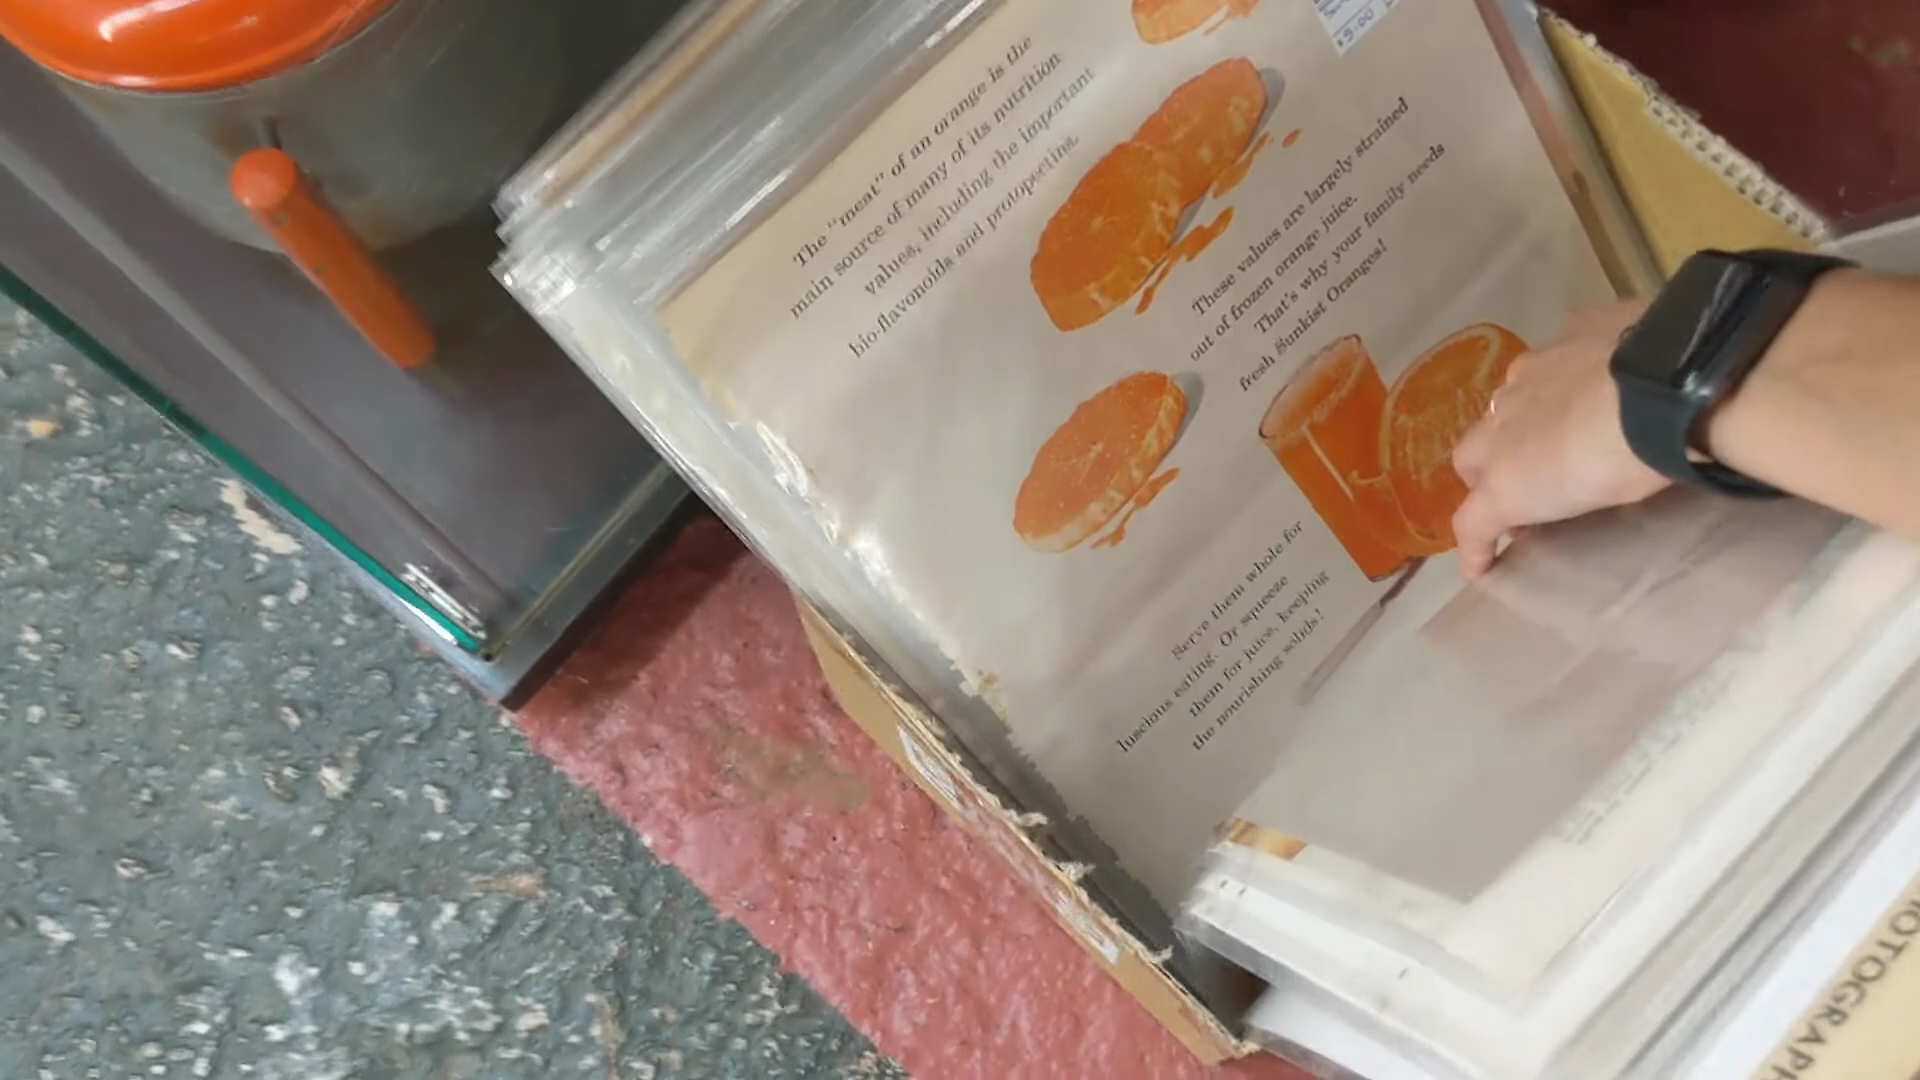 $9.00
The "meat" of an orange is the
main source of many of its nutrition
values, including the important
bio-flavonoids and protopectins.
These values are largely strained
out of frozen orange juice.
That's why your family needs
fresh Sunkist Oranges!
Serve them whole for
luscious eating. Or squeeze
them for juice, keeping
the nourishing solids!